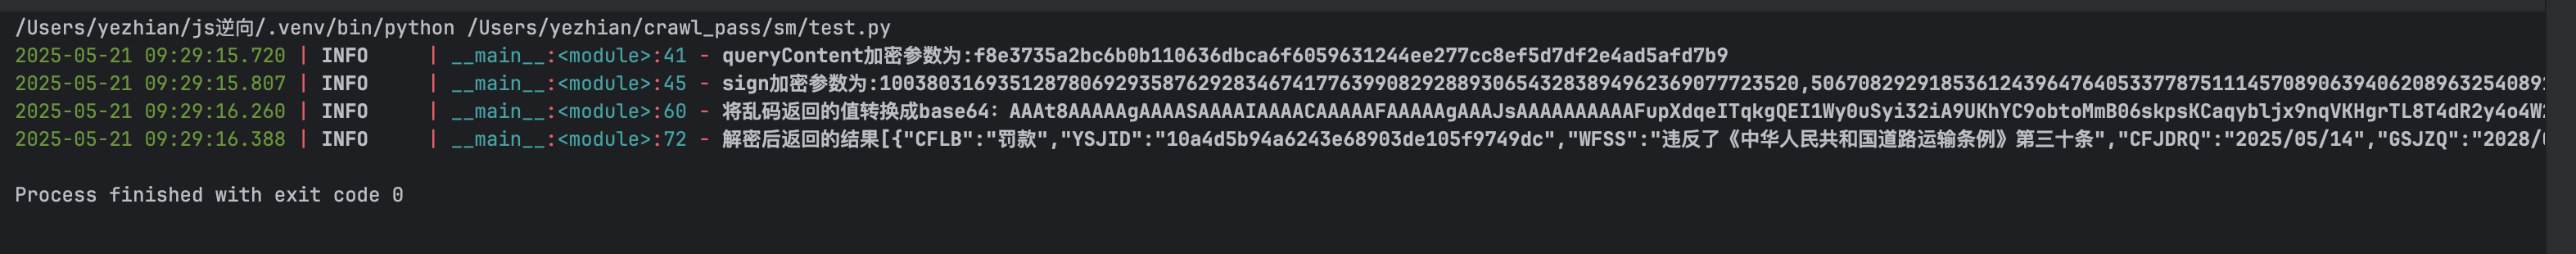 /Users/yezhian/js逆向/.venv/bin/python /Users/yezhian/crawl_pass/sm/test.py
2025-05-21 09:29:15.720 | INFO     | __main__:<module>:41 - queryContent加密参数为:f8e3735a2bc6b0b110636dbca6f6059631244ee277cc8ef5d7df2e4ad5afd7b9
2025-05-21 09:29:15.807 | INFO     | __main__:<module>:45 - sign加密参数为:10038031693512878069293587629283467417763990829288930654328389496236907772​3520,50670829291853612439647640533778751114570890639406208963254089
2025-05-21 09:29:16.260 | INFO     | __main__:<module>:60 - 将乱码返回的值转换成base64: AAAt8AAAAAgAAAASAAAAIAAAACAAAAAFAAAAAgAAAJsAAAAAAAAAAFupXdqeITqkgQEI1Wy0uSyi32iA9UKhYC9obtoMmB06skpsKCaqybljx9nqVKHgrTL8T4dR2y4o4W
2025-05-21 09:29:16.388 | INFO     | __main__:<module>:72 - 解密后返回的结果[{"CFLB":"罚款","YSJID":"10a4d5b94a6243e68903de105f9749dc","WFSS":"违反了《中华人民共和国道路运输条例》第三十条","CFJDRQ":"2025/05/14","GSJZQ":"2028/
Process finished with exit code 0